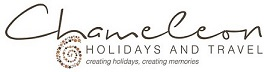 Chameleon
HOLIDAYS AND TRAVEL
creating holidays, creating memories